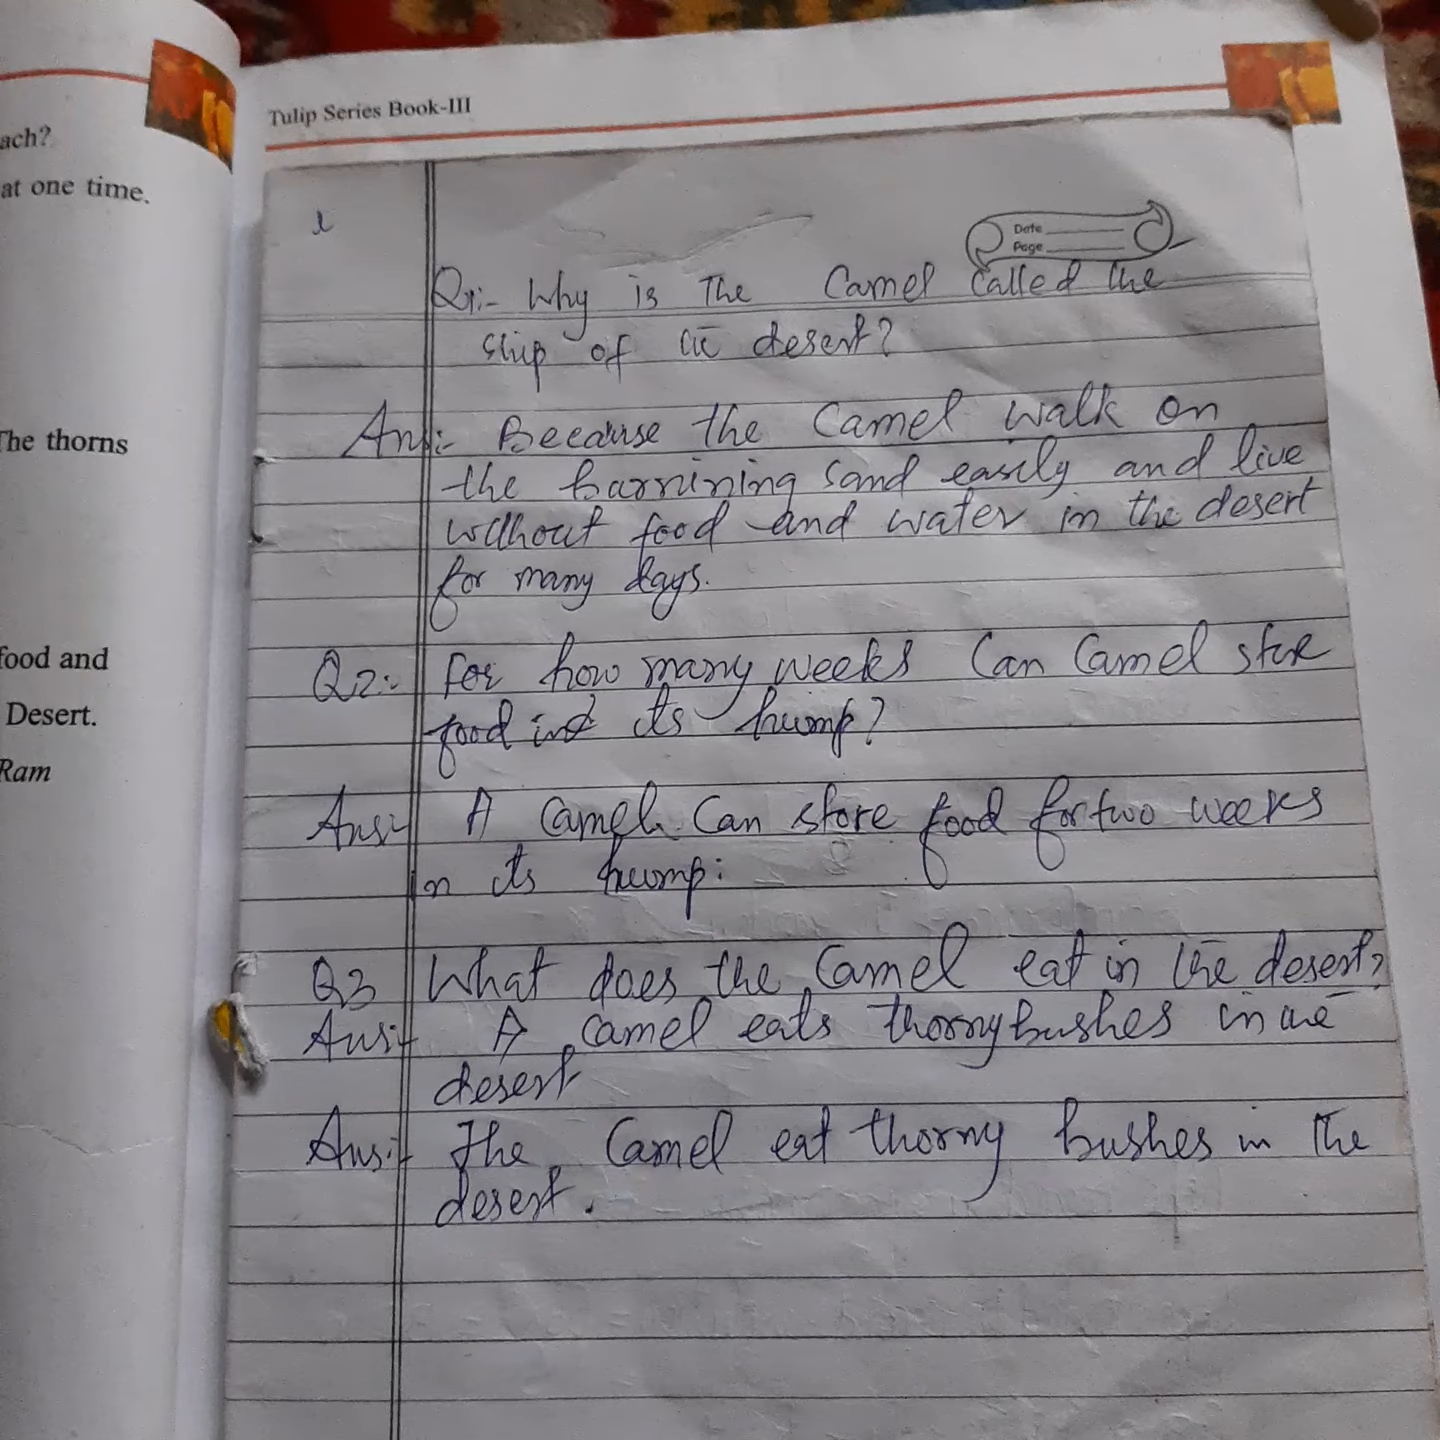 ach?
at one time.
The thorns
food and
Desert.
Ram
Tulip Series Book-III
Date
Page
Q1:- Why is The Camel Called the
ship of the desert?
Ans:- Because the Camel walk on
the barnining sand easily and live
without food and water in the desert
for many days.
Q2:- For how many weeks Can Camel store
food in its hump?
Ans:- A Camel Can store food for two weeks
in its hump:
Q3 What does the Camel eat in the desert?
Ans:- A Camel eats thorny bushes in the
desert
Ans:- The Camel eat thorny bushes in The
desert.